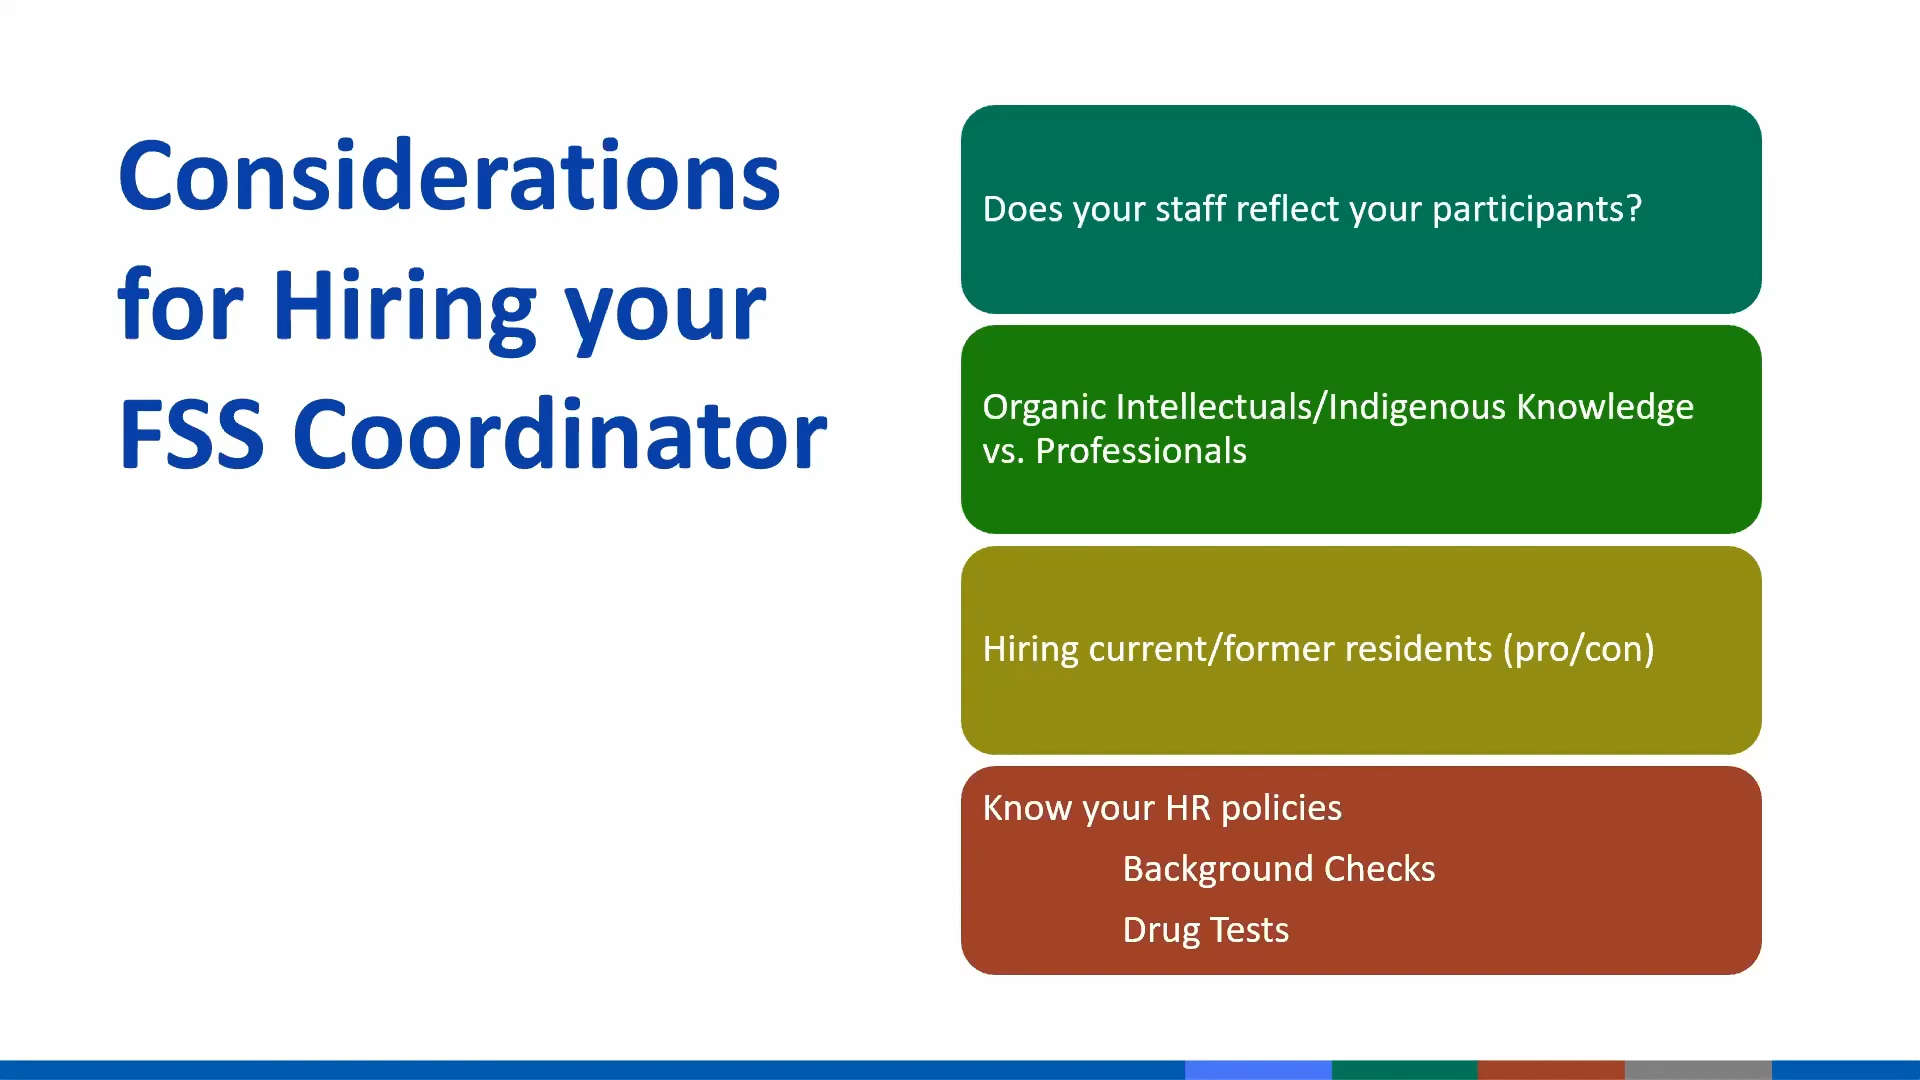 Considerations
for Hiring your
FSS Coordinator
Does your staff reflect your participants?
Organic Intellectuals/Indigenous Knowledge
vs. Professionals
Hiring current/former residents (pro/con)
Know your HR policies
Background Checks
Drug Tests